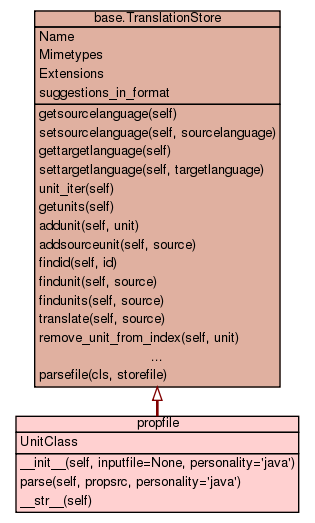 base.TranslationStore
Name
Mimetypes
Extensions
suggestions_in_format
getsourcelanguage(self)
setsourcelanguage(self, sourcelanguage)
gettargetlanguage(self)
settargetlanguage(self, targetlanguage)
unit_iter(self)
getunits(self)
addunit(self, unit)
addsourceunit(self, source)
findid(self, id)
findunit(self, source)
findunits(self, source)
translate(self, source)
remove_unit_from_index(self, unit)
...
parsefile(cls, storefile)
propfile
UnitClass
__init__(self, inputfile=None, personality='java')
parse(self, propsrc, personality='java')
__str__(self)